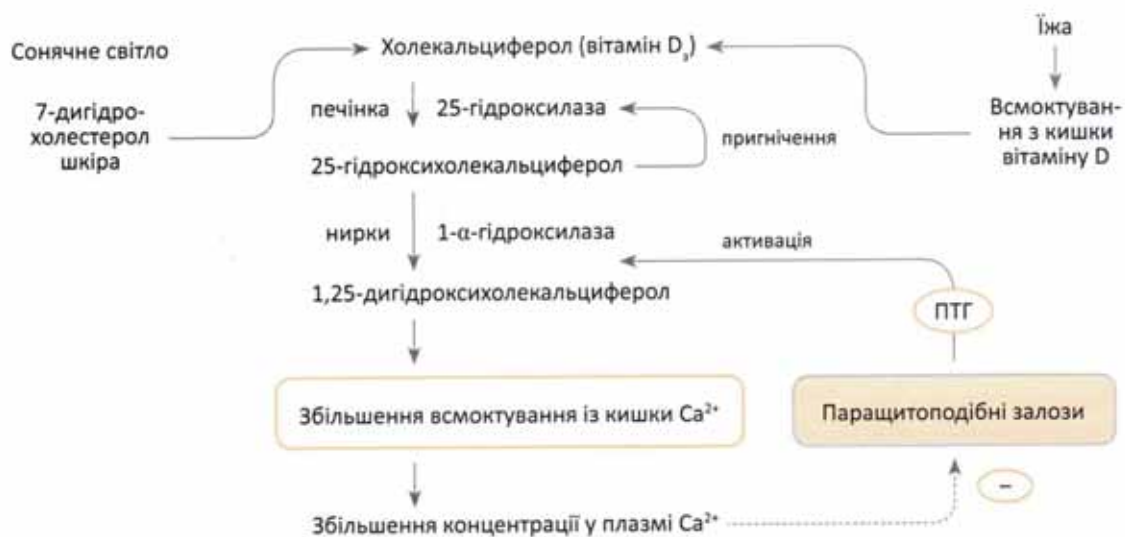 Сонячне світло
Холекальциферол (вітамін D₃)
Їжа
7-дигідро-
холестерол
шкіра
печінка
25-гідроксилаза
пригнічення
Всмоктуван-
ня з кишки
вітаміну D
25-гідроксихолекальциферол
нирки
1-α-гідроксилаза
активація
1,25-дигідроксихолекальциферол
ПТГ
Збільшення всмоктування із кишки Ca²⁺
Паращитоподібні залози
–
Збільшення концентрації у плазмі Ca²⁺